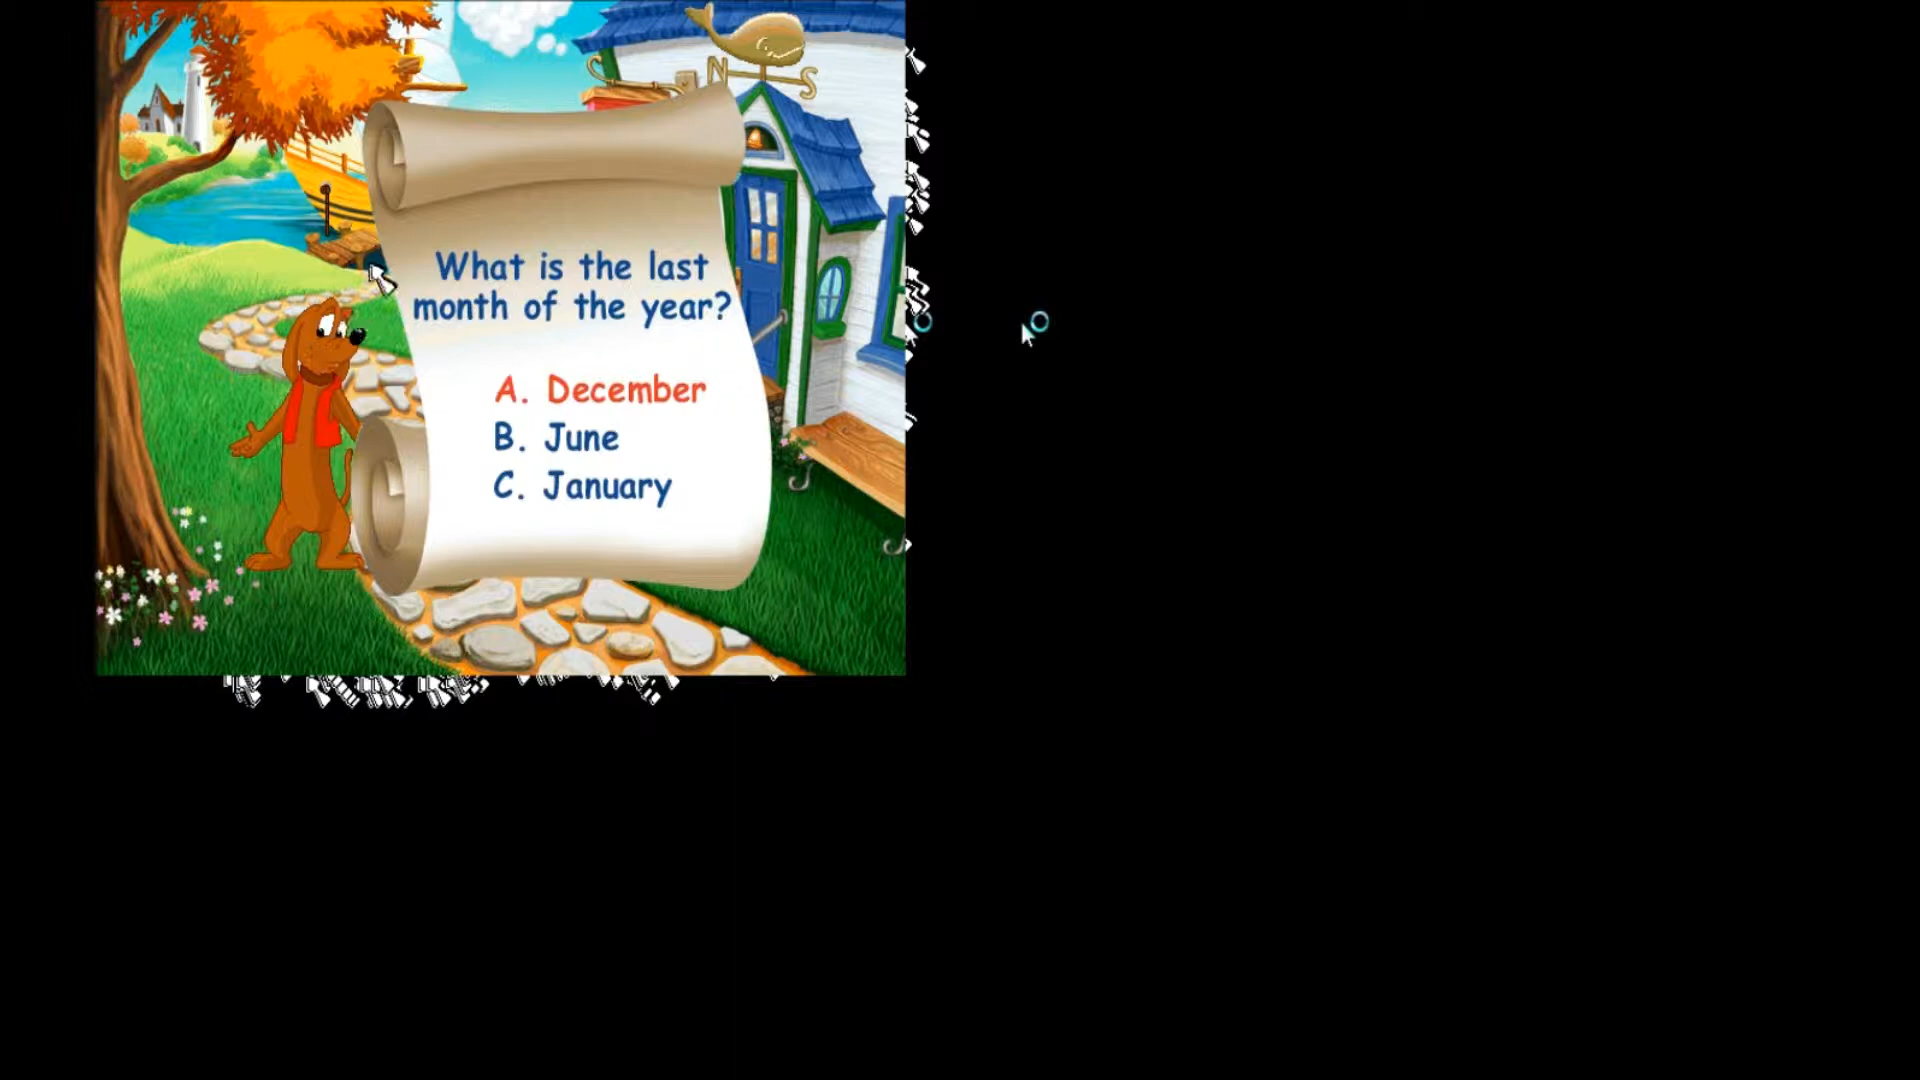 N S
What is the last
month of the year?
A. December
B. June
C. January